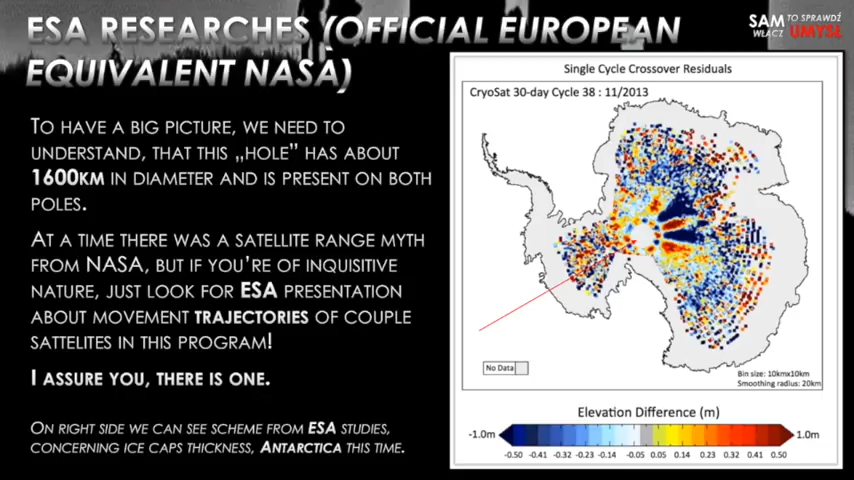 ESA RESEARCHES (OFFICIAL EUROPEAN
EQUIVALENT NASA)
SAM TO SPRAWDŹ
WŁĄCZ UMYSŁ
TO HAVE A BIG PICTURE, WE NEED TO
UNDERSTAND, THAT THIS „HOLE" HAS ABOUT
1600KM IN DIAMETER AND IS PRESENT ON BOTH
POLES.
AT A TIME THERE WAS A SATELLITE RANGE MYTH
FROM NASA, BUT IF YOU'RE OF INQUISITIVE
NATURE, JUST LOOK FOR ESA PRESENTATION
ABOUT MOVEMENT TRAJECTORIES OF COUPLE
SATTELITES IN THIS PROGRAM!
I ASSURE YOU, THERE IS ONE.
ON RIGHT SIDE WE CAN SEE SCHEME FROM ESA STUDIES,
CONCERNING ICE CAPS THICKNESS, ANTARCTICA THIS TIME.
Single Cycle Crossover Residuals
CryoSat 30-day Cycle 38 : 11/2013
No Data
Bin size: 10kmx10km
Smoothing radius: 20km
Elevation Difference (m)
-1.0m 1.0m
-0.50 -0.41 -0.32 -0.23 -0.14 -0.05 0.05 0.14 0.23 0.32 0.41 0.50